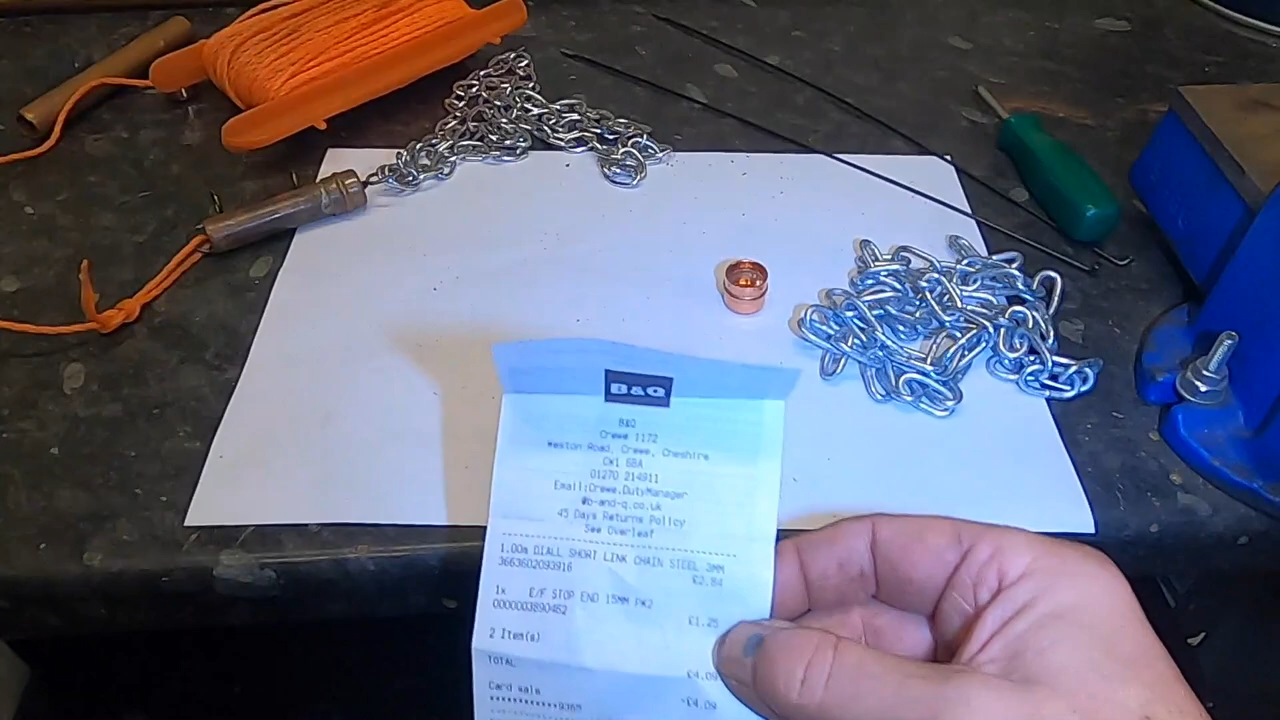 B&Q
B&Q
Crewe 1172
Weston Road, Crewe, Cheshire
CW1 6BA
01270 214911
Email:Crewe.DutyManager
@b-and-q.co.uk
45 Days Returns Policy
See Overleaf
1.00m DIALL SHORT LINK CHAIN STEEL 3MM
3663602093916 £2.84
1x E/F STOP END 15MM PK2
0000003890462 £1.25
2 Item(s)
TOTAL £4.09
Card sale -£4.09